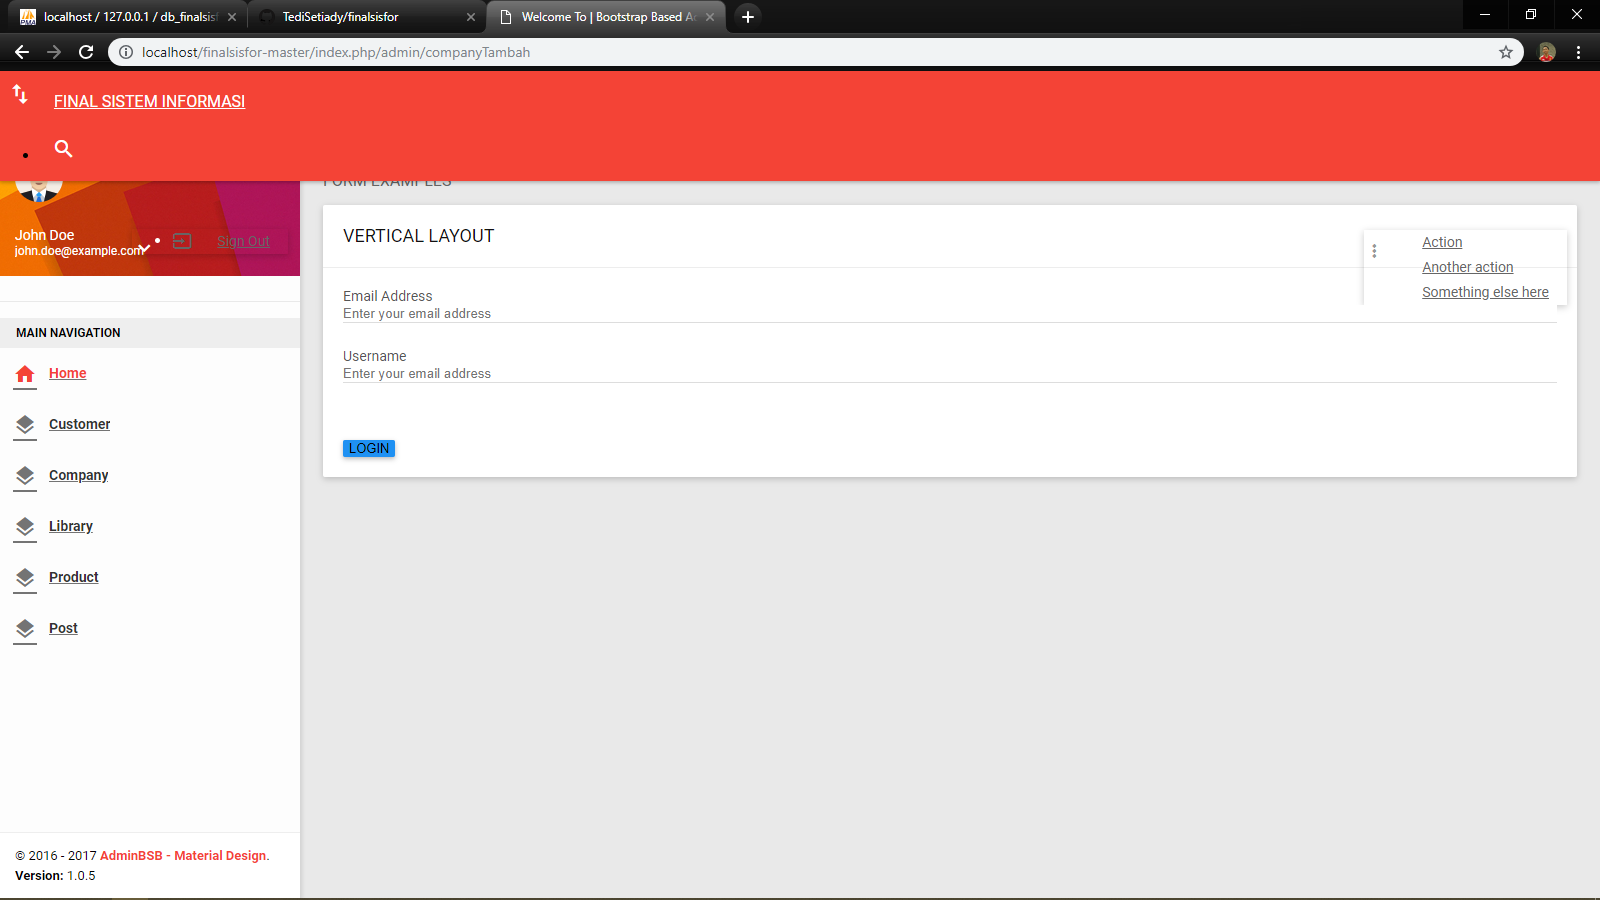 localhost / 127.0.0.1 / db_finalsisf
TediSetiady/finalsisfor
Welcome To | Bootstrap Based A
localhost/finalsisfor-master/index.php/admin/companyTambah
FINAL SISTEM INFORMASI
FORM EXAMPLES
John Doe
john.doe@example.com
Sign Out
VERTICAL LAYOUT
Action
Another action
Something else here
Email Address
Enter your email address
Username
Enter your email address
LOGIN
MAIN NAVIGATION
Home
Customer
Company
Library
Product
Post
© 2016 - 2017 AdminBSB - Material Design.
Version: 1.0.5